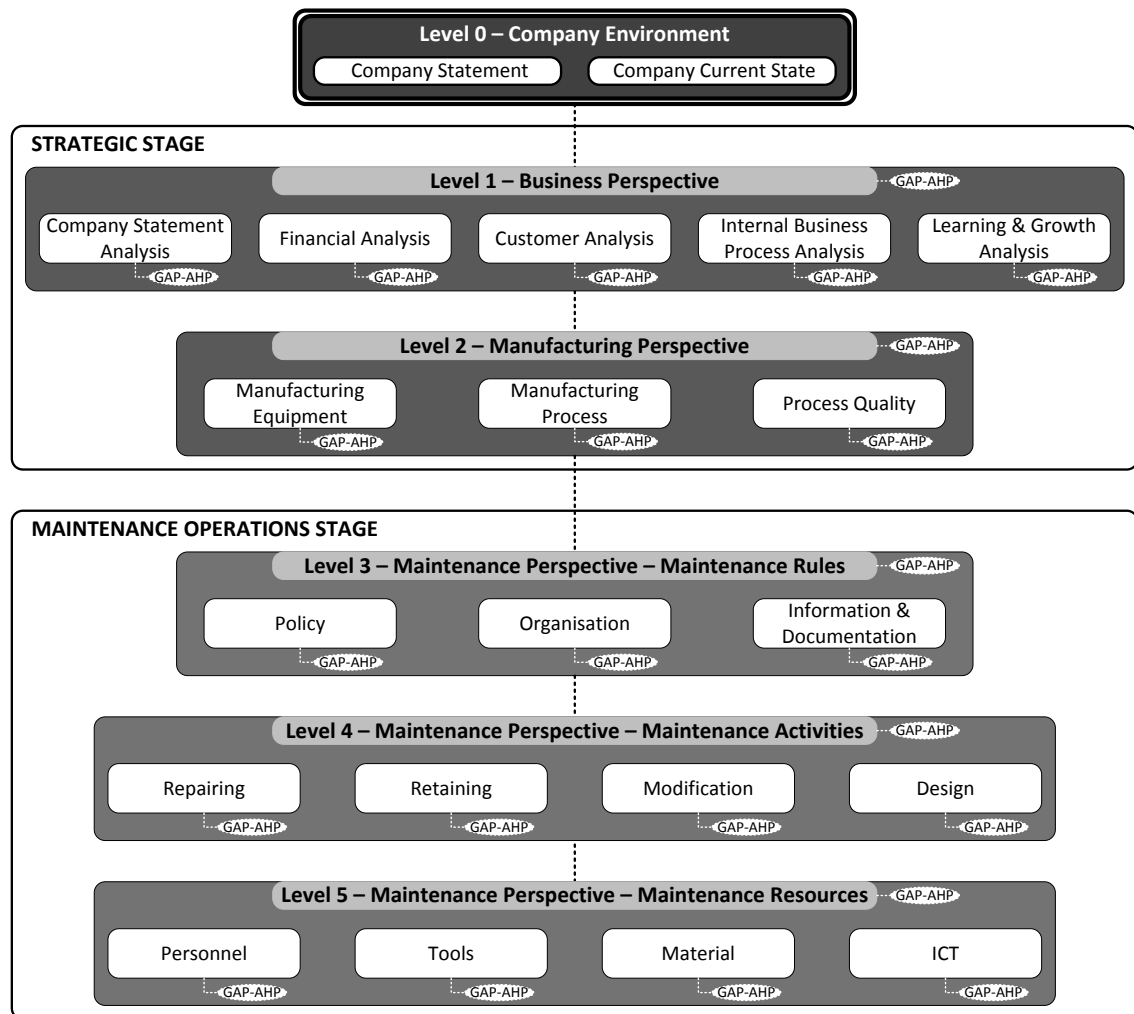 Level 0 – Company Environment
Company Statement
Company Current State
STRATEGIC STAGE
Level 1 – Business Perspective
GAP-AHP
Company Statement
Analysis
GAP-AHP
Financial Analysis
GAP-AHP
Customer Analysis
GAP-AHP
Internal Business
Process Analysis
GAP-AHP
Learning & Growth
Analysis
GAP-AHP
Level 2 – Manufacturing Perspective
GAP-AHP
Manufacturing
Equipment
GAP-AHP
Manufacturing
Process
GAP-AHP
Process Quality
GAP-AHP
MAINTENANCE OPERATIONS STAGE
Level 3 – Maintenance Perspective – Maintenance Rules
GAP-AHP
Policy
GAP-AHP
Organisation
GAP-AHP
Information &
Documentation
GAP-AHP
Level 4 – Maintenance Perspective – Maintenance Activities
GAP-AHP
Repairing
GAP-AHP
Retaining
GAP-AHP
Modification
GAP-AHP
Design
GAP-AHP
Level 5 – Maintenance Perspective – Maintenance Resources
GAP-AHP
Personnel
GAP-AHP
Tools
GAP-AHP
Material
GAP-AHP
ICT
GAP-AHP